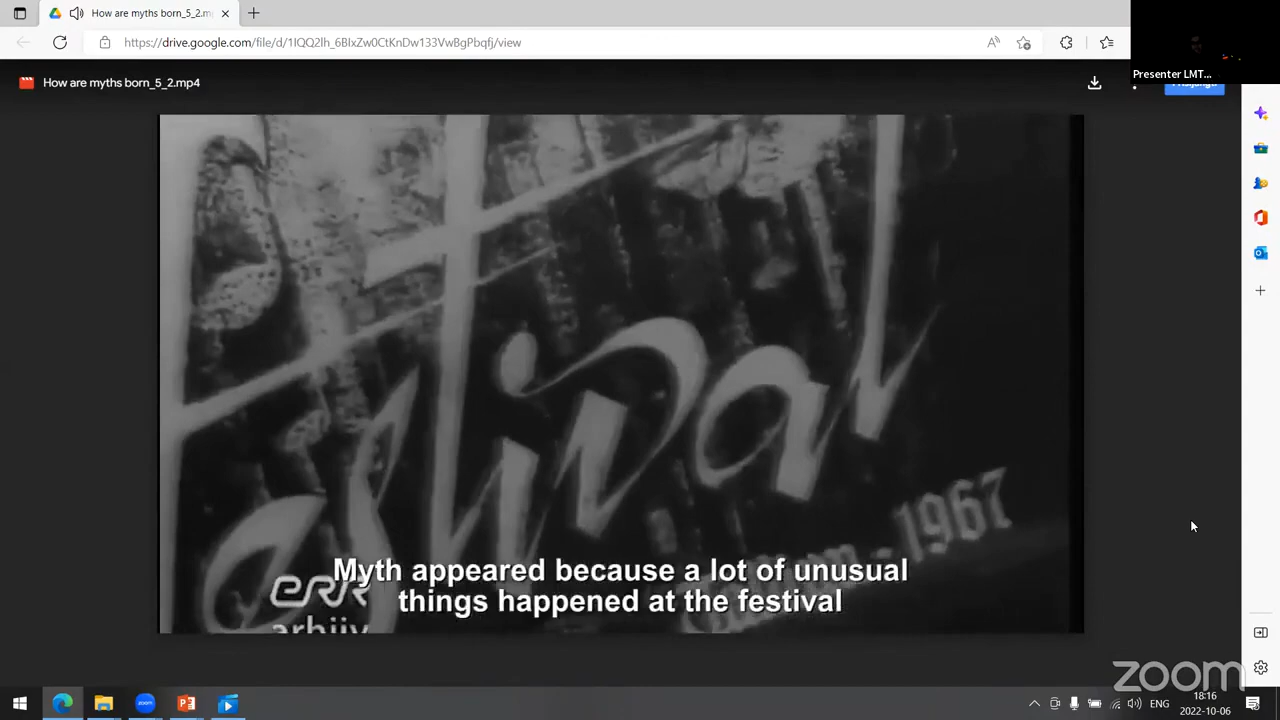 How are myths born_5_2.m
https://drive.google.com/file/d/1IQQ2lh_6BlxZw0CtKnDw133VwBgPbqfj/view
Presenter LMT...
How are myths born_5_2.mp4
estival
1967
Myth appeared because a lot of unusual
things happened at the festival
err
arhiiv
zoom
ENG
18:16
2022-10-06